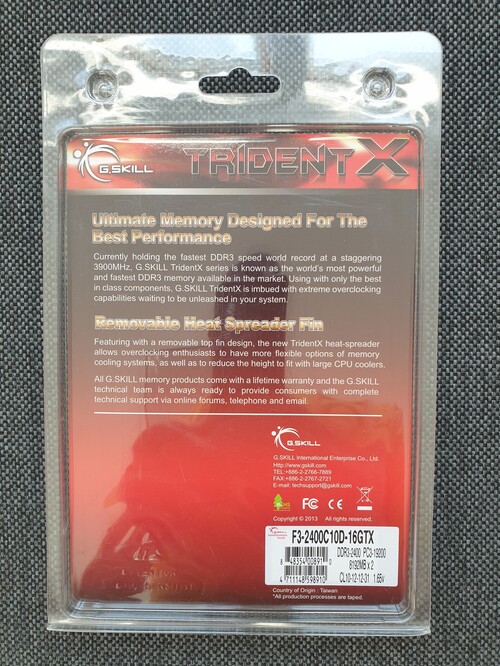 G.SKILL
TRIDENT X
Ultimate Memory Designed For The
Best Performance
Currently holding the fastest DDR3 speed world record at a staggering
3900MHz, G.SKILL TridentX series is known as the world's most powerful
and fastest DDR3 memory available in the market. Using with only the best
in class components, G.SKILL TridentX is imbued with extreme overclocking
capabilities waiting to be unleashed in your system.
Removable Heat Spreader Fin
Featuring with a removable top fin design, the new TridentX heat-spreader
allows overclocking enthusiasts to have more flexible options of memory
cooling systems, as well as to reduce the height to fit with large CPU coolers.
All G.SKILL memory products come with a lifetime warranty and the G.SKILL
technical team is always ready to provide consumers with complete
technical support via online forums, telephone and email.
G.SKILL
G.SKILL International Enterprise Co., Ltd.
Http://www.gskill.com
TEL:+886-2-2766-7889
FAX:+886-2-2767-2721
E-mail: techsupport@gskill.com
FC CE
Copyright © 2013 All rights reserved.
F3-2400C10D-16GTX
DDR3-2400 PC3-19200
8192MB x 2
CL10-12-12-31 1.65v
8 48354 00891 0
4 711148 598910
Country of Origin : Taiwan
*All production processes are taped.